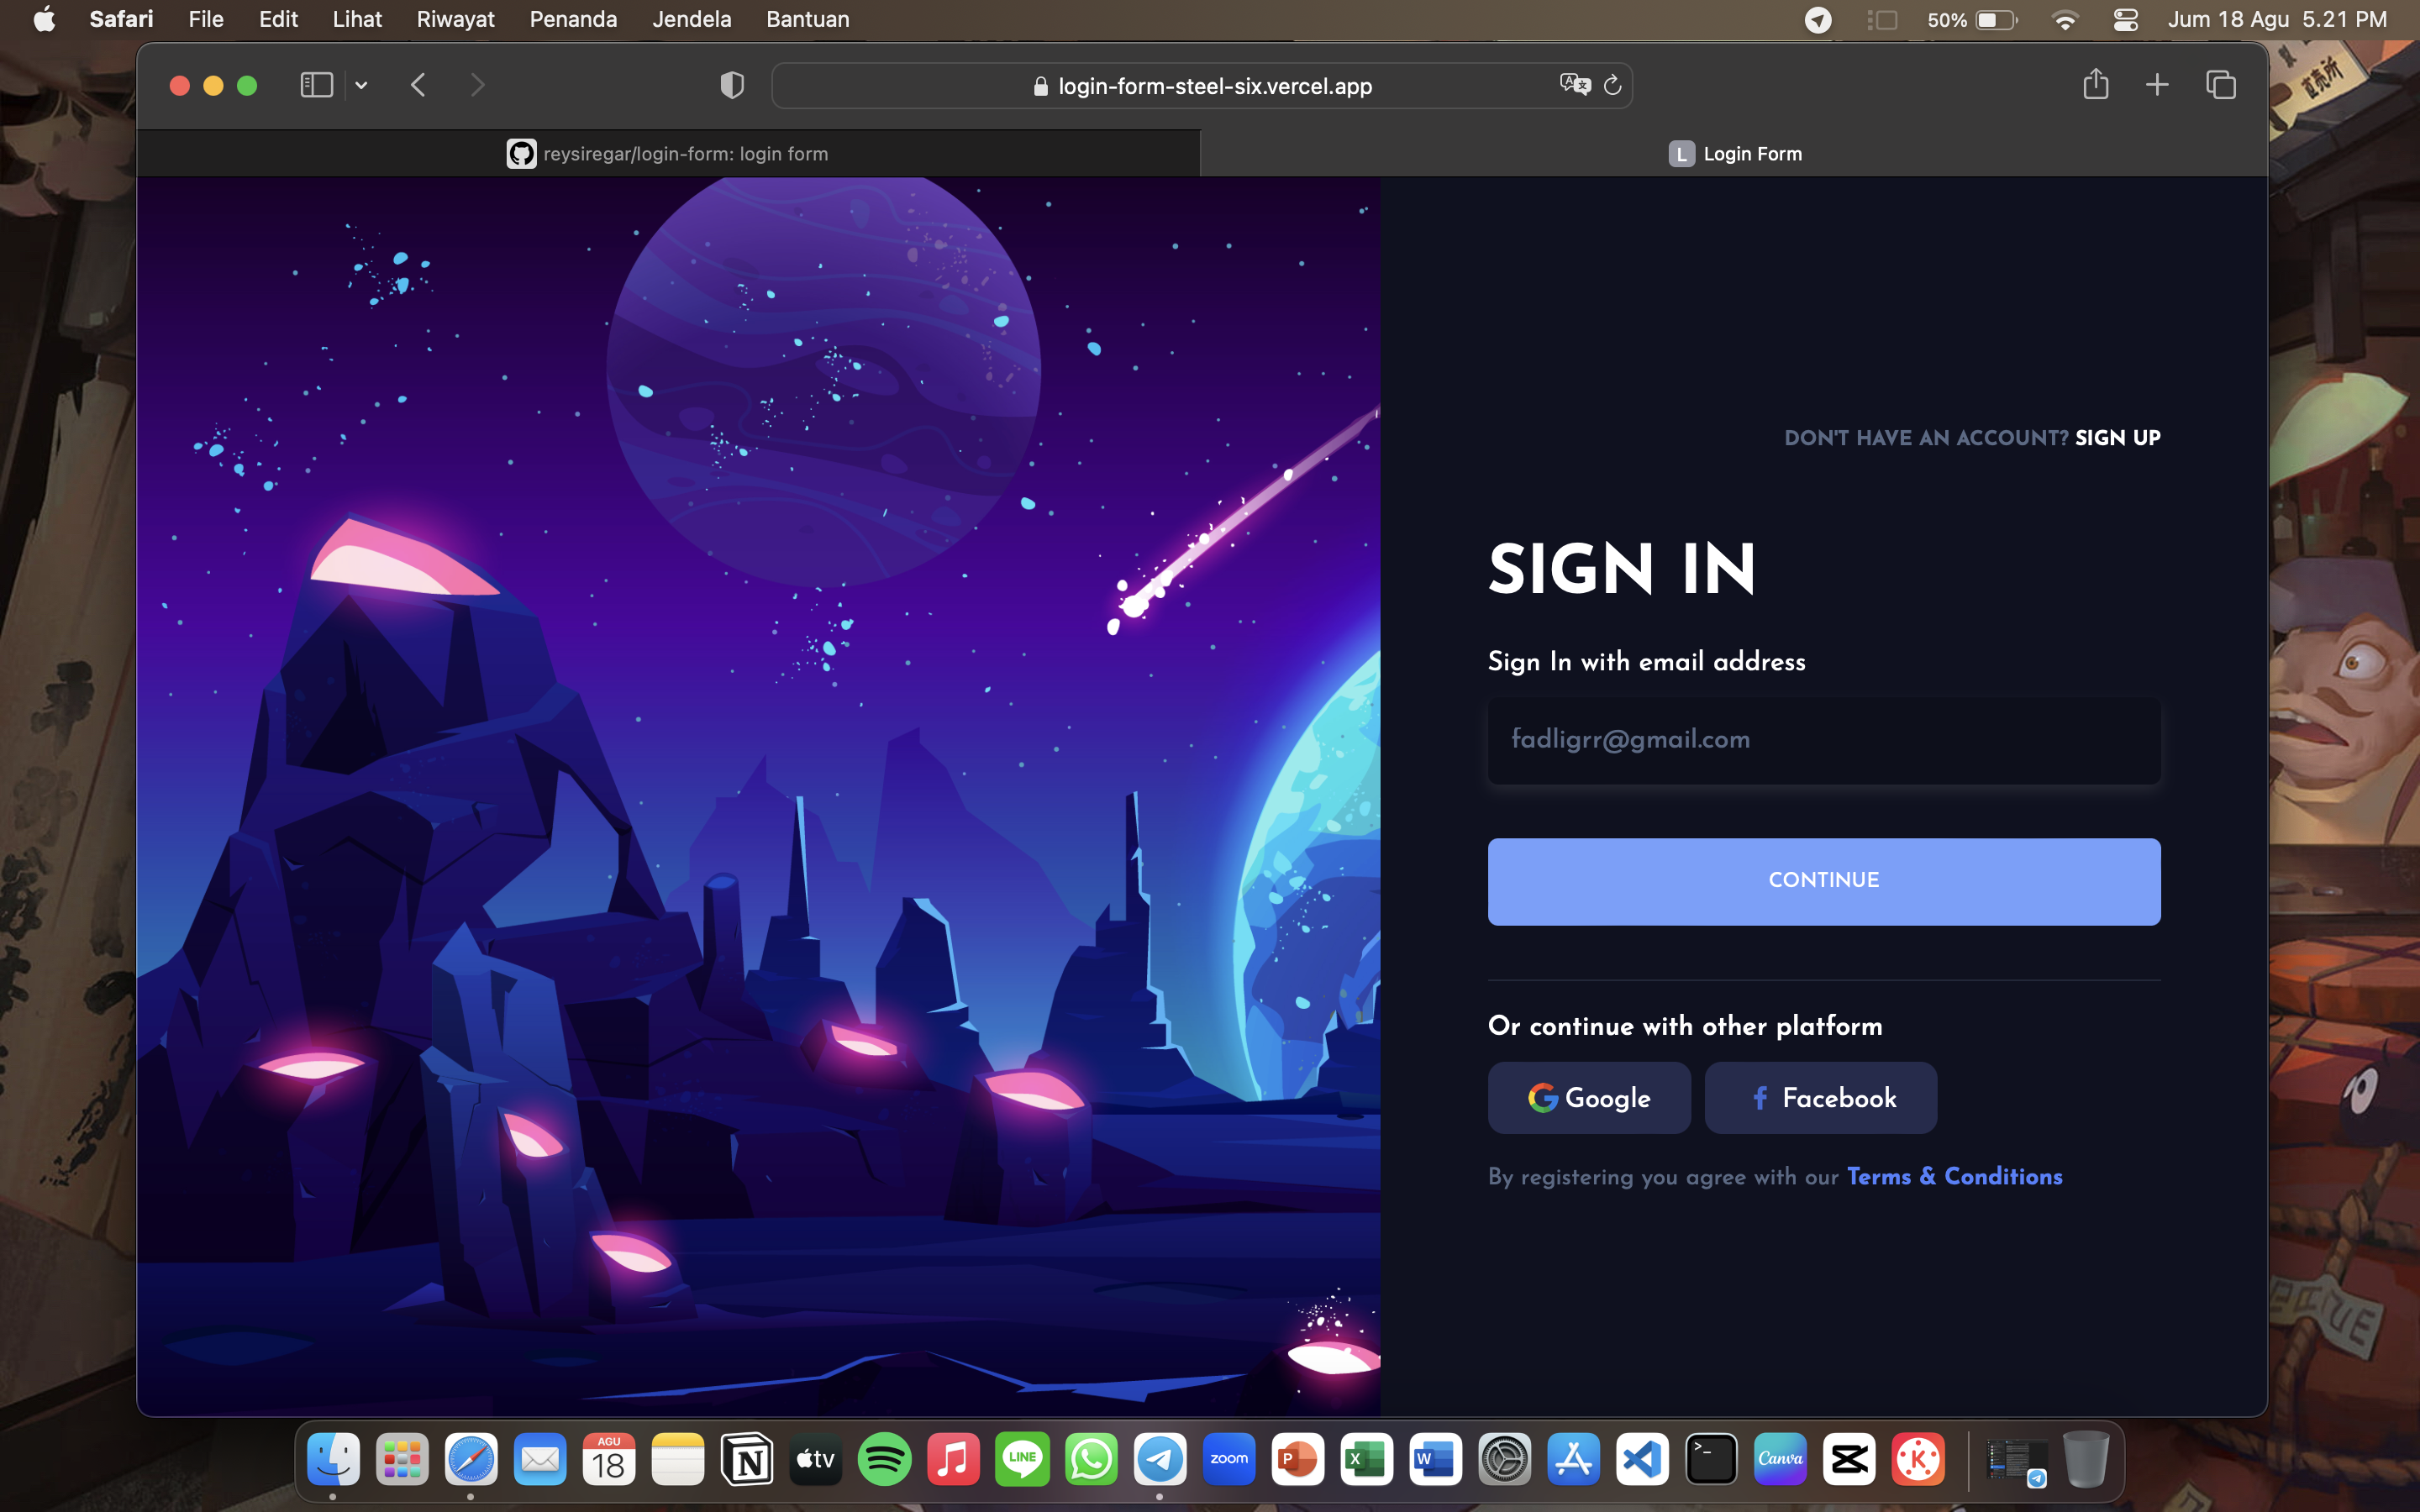 Safari File Edit Lihat Riwayat Penanda Jendela Bantuan 50% Jum 18 Agu 5.21 PM
login-form-steel-six.vercel.app
reysiregar/login-form: login form
L Login Form
DON'T HAVE AN ACCOUNT? SIGN UP
SIGN IN
Sign In with email address
fadligrr@gmail.com
CONTINUE
Or continue with other platform
Google Facebook
By registering you agree with our Terms & Conditions
AGU
18
tv
LINE
zoom
P
X
W
>_
Canva
K
直売所